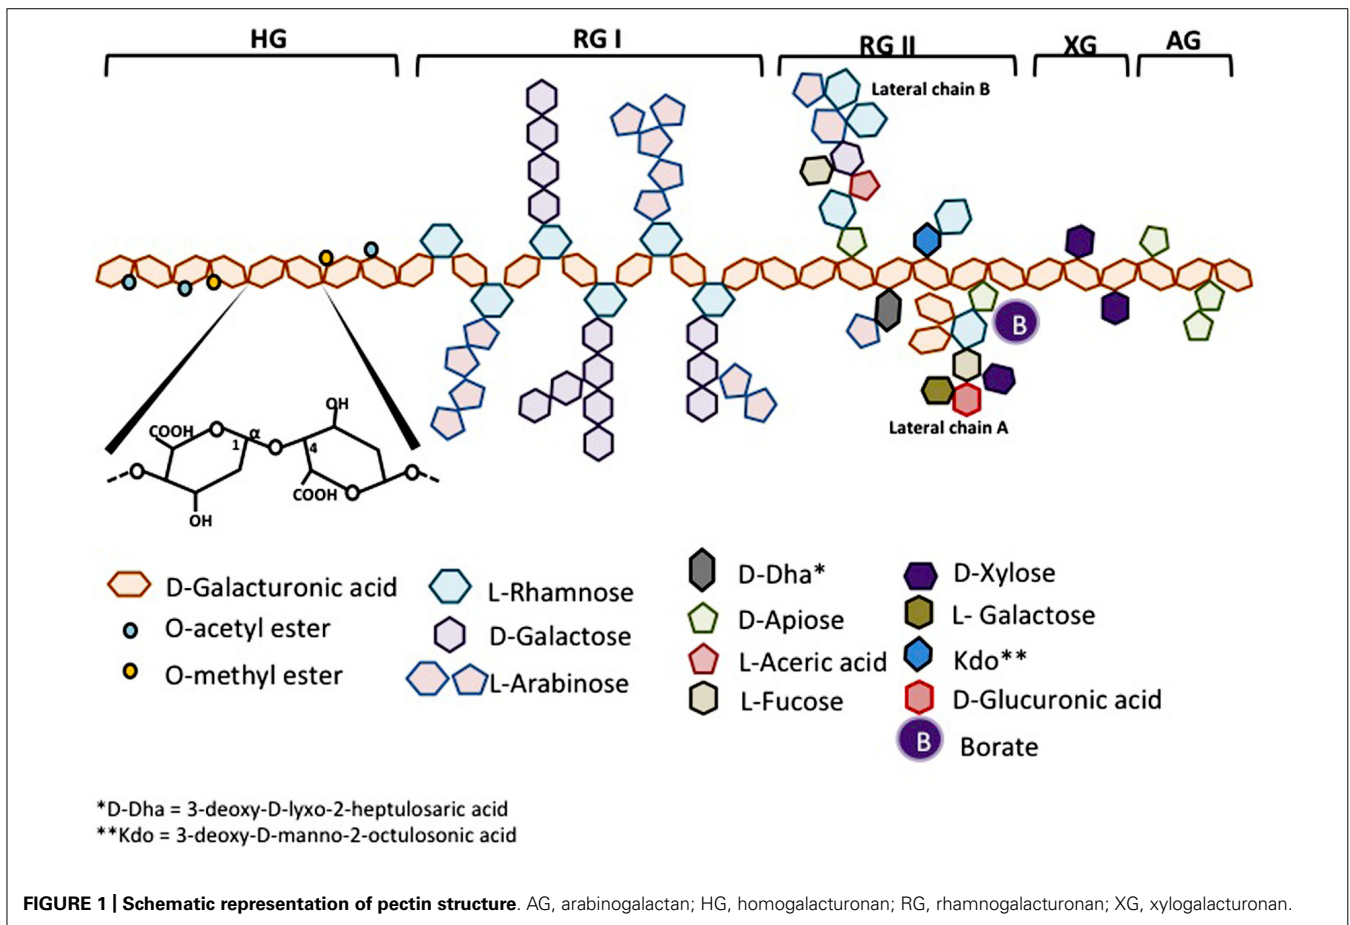 HG
RG I
RG II
XG
AG
Lateral chain B
B
Lateral chain A
OH
COOH
α
1
O
O
4
O
O
COOH
O
OH
D-Galacturonic acid
O-acetyl ester
O-methyl ester
L-Rhamnose
D-Galactose
L-Arabinose
D-Dha*
D-Apiose
L-Aceric acid
L-Fucose
D-Xylose
L- Galactose
Kdo**
D-Glucuronic acid
B Borate
*D-Dha = 3-deoxy-D-lyxo-2-heptulosaric acid
**Kdo = 3-deoxy-D-manno-2-octulosonic acid
FIGURE 1 | Schematic representation of pectin structure. AG, arabinogalactan; HG, homogalacturonan; RG, rhamnogalacturonan; XG, xylogalacturonan.